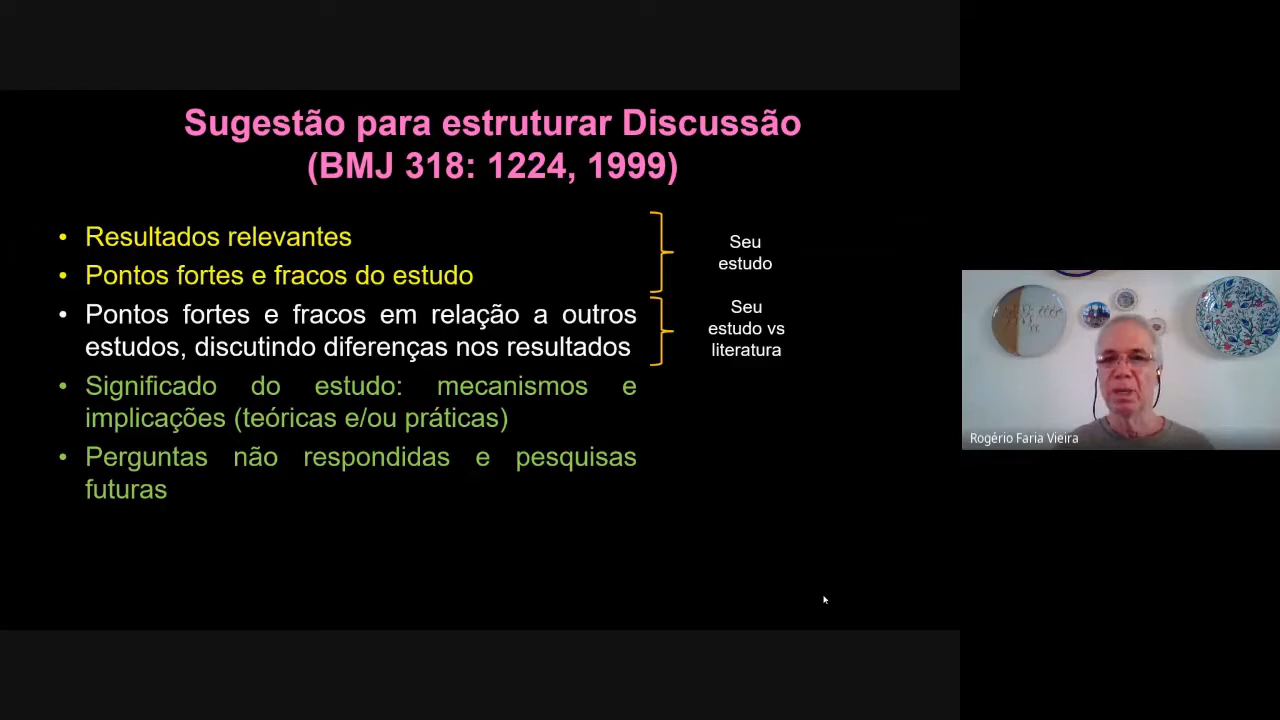 Sugestão para estruturar Discussão
(BMJ 318: 1224, 1999)
• Resultados relevantes
• Pontos fortes e fracos do estudo
• Pontos fortes e fracos em relação a outros
estudos, discutindo diferenças nos resultados
• Significado do estudo: mecanismos e
implicações (teóricas e/ou práticas)
• Perguntas não respondidas e pesquisas
futuras
Seu
estudo
Seu
estudo vs
literatura
Rogério Faria Vieira